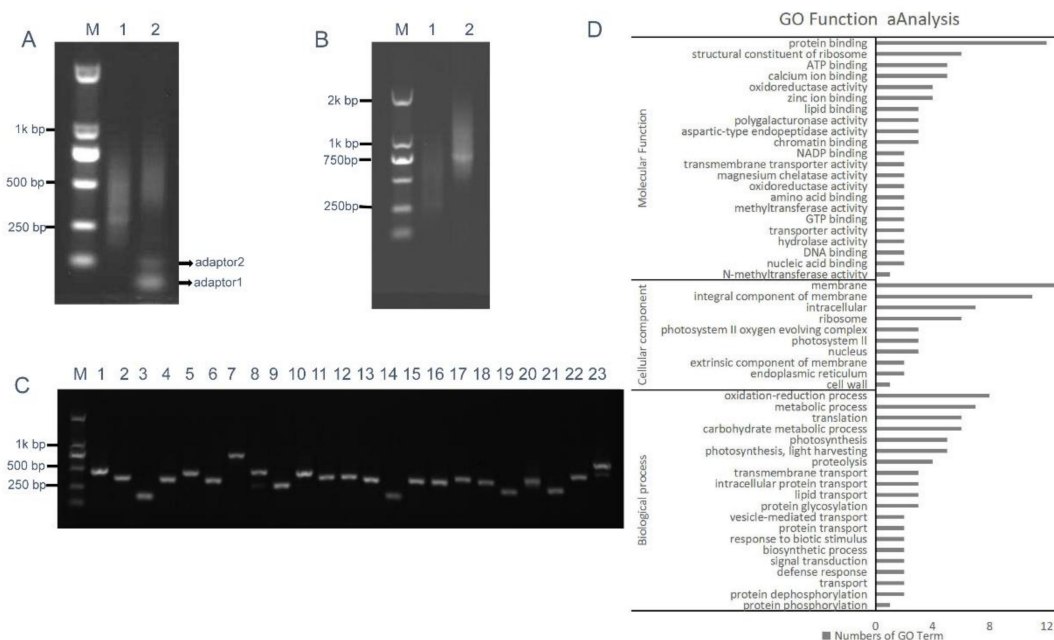 A
M 1 2
1k bp
500 bp
250 bp
adaptor2
adaptor1
B
M 1 2
2k bp
1k bp
750bp
250bp
C
M 1 2 3 4 5 6 7 8 9 10 11 12 13 14 15 16 17 18 19 20 21 22 23
1k bp
500 bp
250 bp
D
GO Function aAnalysis
Molecular Function
protein binding
structural constituent of ribosome
ATP binding
calcium ion binding
oxidoreductase activity
zinc ion binding
lipid binding
polygalacturonase activity
aspartic-type endopeptidase activity
chromatin binding
NADP binding
transmembrane transporter activity
magnesium chelatase activity
oxidoreductase activity
amino acid binding
methyltransferase activity
GTP binding
transporter activity
hydrolase activity
DNA binding
nucleic acid binding
N-methyltransferase activity
Cellular component
membrane
integral component of membrane
intracellular
ribosome
photosystem II oxygen evolving complex
photosystem II
nucleus
extrinsic component of membrane
endoplasmic reticulum
cell wall
Biological process
oxidation-reduction process
metabolic process
translation
carbohydrate metabolic process
photosynthesis
photosynthesis, light harvesting
proteolysis
transmembrane transport
intracellular protein transport
lipid transport
protein glycosylation
vesicle-mediated transport
protein transport
response to biotic stimulus
biosynthetic process
signal transduction
defense response
transport
protein dephosphorylation
protein phosphorylation
0 4 8 12
Numbers of GO Term